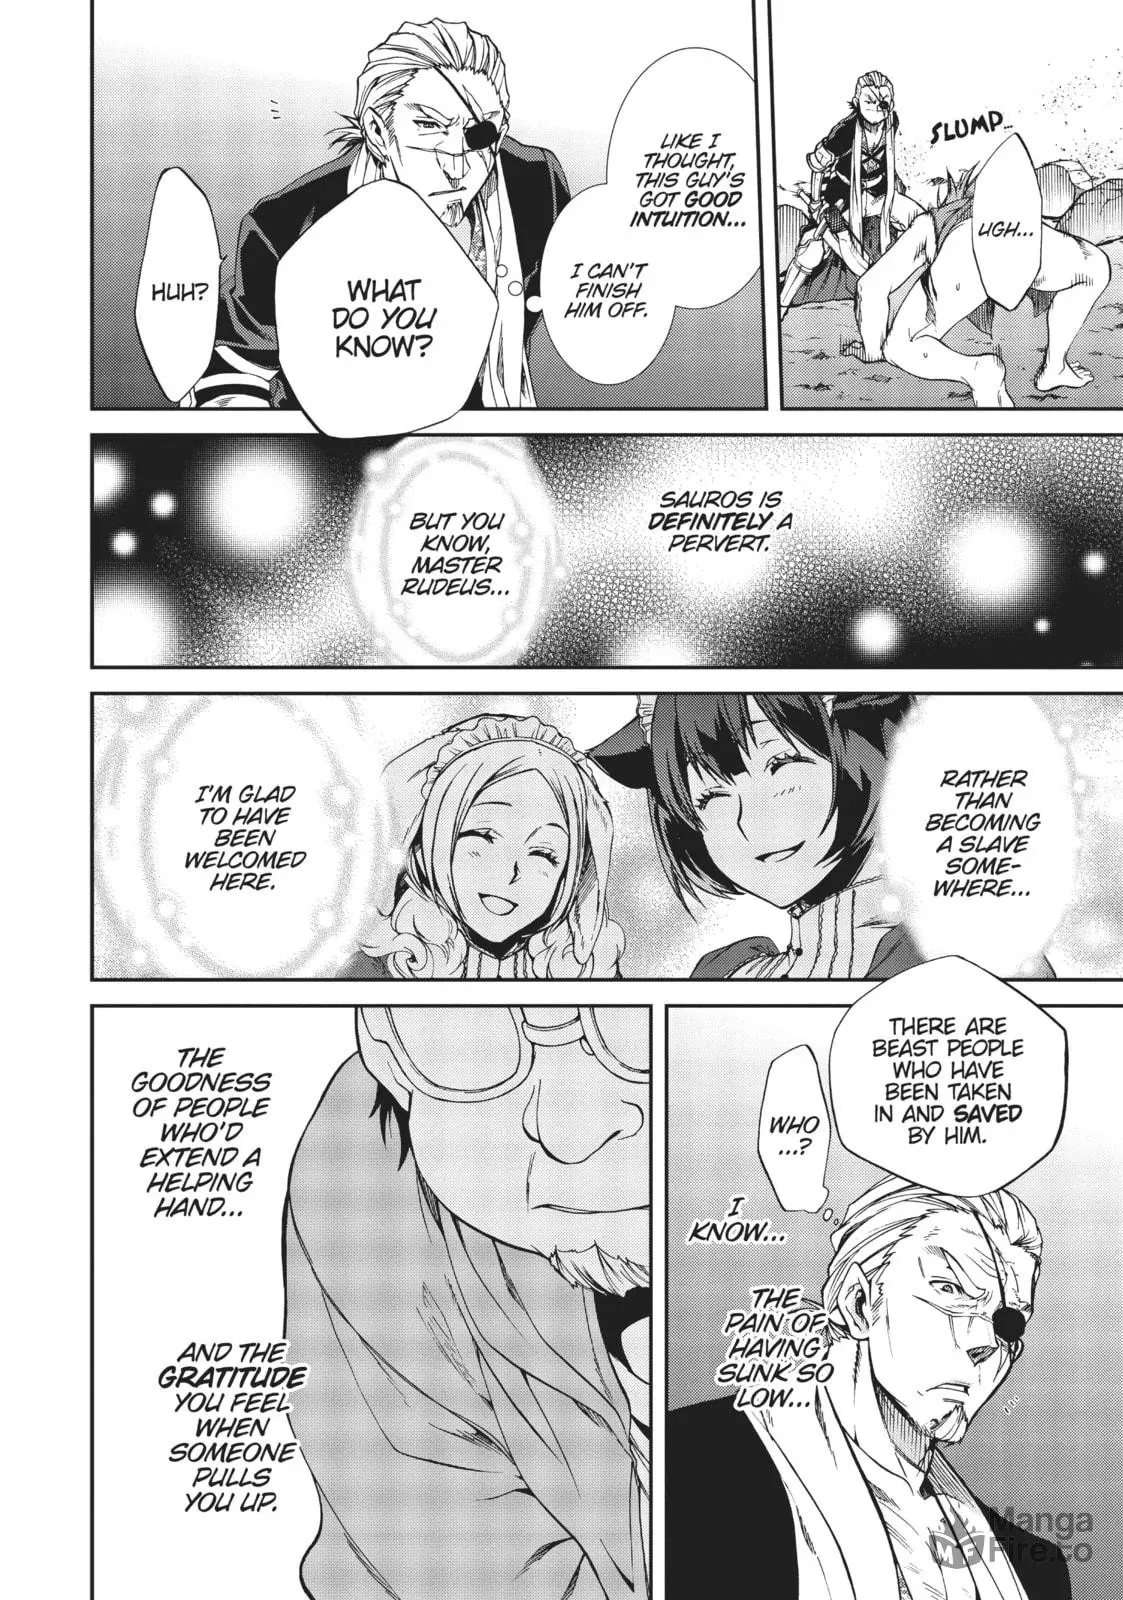 SLUMP...
UGH...
LIKE I
THOUGHT,
THIS GUY'S
GOT GOOD
INTUITION...
I CAN'T
FINISH
HIM OFF.
WHAT
DO YOU
KNOW?
HUH?
SAUROS IS
DEFINITELY A
PERVERT.
BUT YOU
KNOW,
MASTER
RUDEUS...
RATHER
THAN
BECOMING
A SLAVE
SOME-
WHERE...
I'M GLAD
TO HAVE
BEEN
WELCOMED
HERE.
THERE ARE
BEAST PEOPLE
WHO HAVE
BEEN TAKEN
IN AND SAVED
BY HIM.
WHO
...?
I
KNOW...
THE
PAIN OF
HAVING
SUNK SO
LOW...
THE
GOODNESS
OF PEOPLE
WHO'D
EXTEND A
HELPING
HAND...
AND THE
GRATITUDE
YOU FEEL
WHEN
SOMEONE
PULLS
YOU UP.
MF
Manga
Fire.co